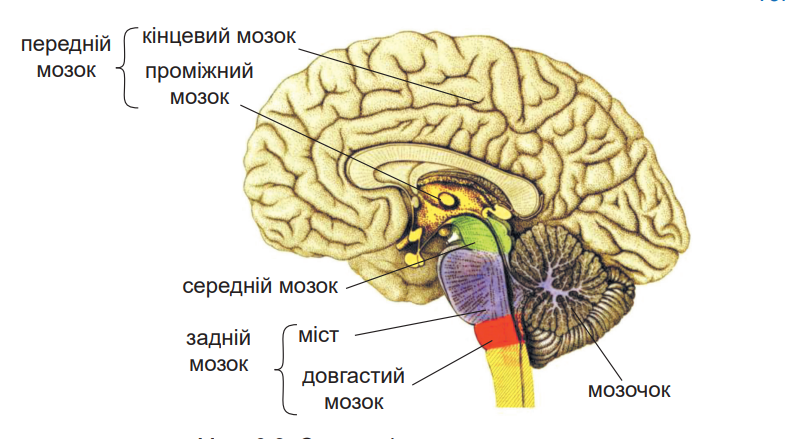 передній
мозок
кінцевий мозок
проміжний
мозок
середній мозок
задній
мозок
міст
довгастий
мозок
мозочок